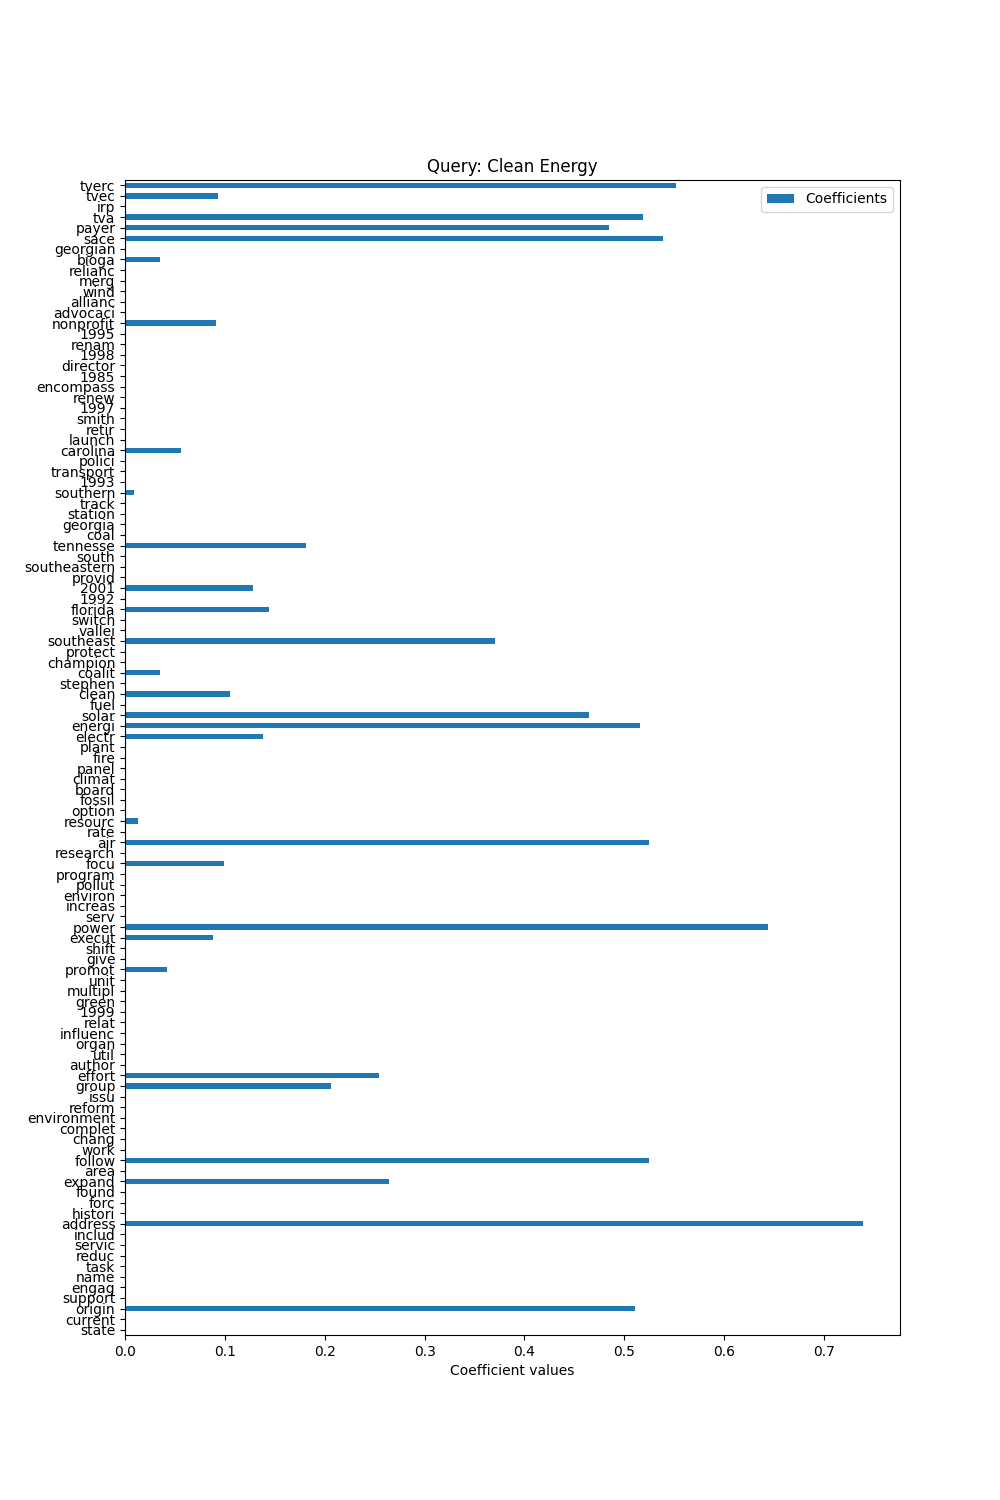 Query: Clean Energy
Coefficients
tverc
tvec
irp
tva
payer
sace
georgian
bioga
relianc
merg
wind
allianc
advocaci
nonprofit
1995
renam
1998
director
1985
encompass
renew
1997
smith
retir
launch
carolina
polici
transport
1993
southern
track
station
georgia
coal
tennesse
south
southeastern
provid
2001
1992
florida
switch
vallei
southeast
protect
champion
coalit
stephen
clean
fuel
solar
energi
electr
plant
fire
panel
climat
board
fossil
option
resourc
rate
air
research
focu
program
pollut
environ
increas
serv
power
execut
shift
give
promot
unit
multipl
green
1999
relat
influenc
organ
util
author
effort
group
issu
reform
environment
complet
chang
work
follow
area
expand
found
forc
histori
address
includ
servic
reduc
task
name
engag
support
origin
current
state
0.0 0.1 0.2 0.3 0.4 0.5 0.6 0.7
Coefficient values